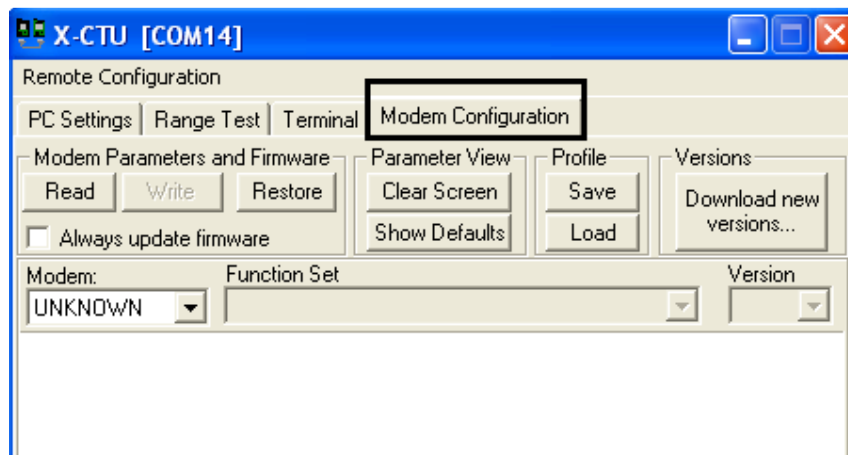 X-CTU [COM14]
Remote Configuration
PC Settings Range Test Terminal Modem Configuration
Modem Parameters and Firmware Parameter View Profile Versions
Read Write Restore Clear Screen Save Download new versions...
Always update firmware Show Defaults Load
Modem: Function Set Version
UNKNOWN